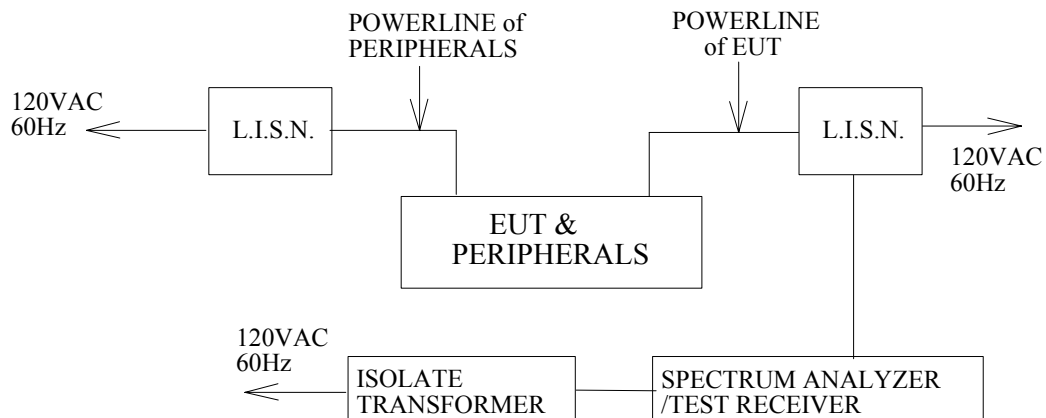 POWERLINE of
PERIPHERALS
POWERLINE
of EUT
120VAC
60Hz
L.I.S.N.
L.I.S.N.
120VAC
60Hz
EUT &
PERIPHERALS
120VAC
60Hz
ISOLATE
TRANSFORMER
SPECTRUM ANALYZER
/TEST RECEIVER